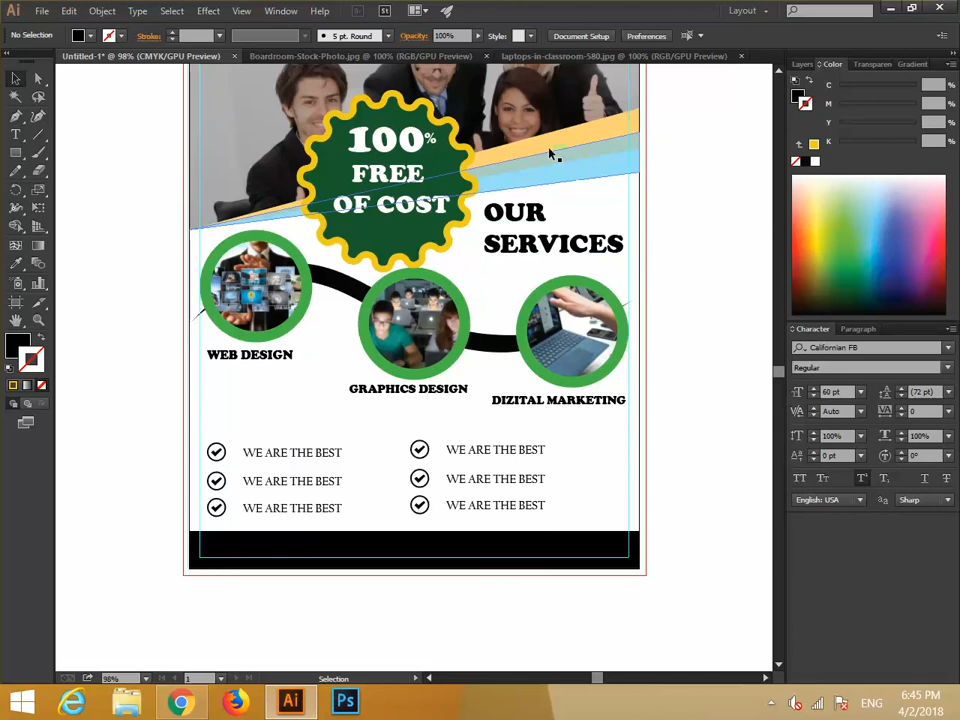 Ai File Edit Object Type Select Effect View Window Help Br St Layout
No Selection Stroke: 5 pt. Round Opacity: 100% Style: Document Setup Preferences
Untitled-1* @ 98% (CMYK/GPU Preview) × Boardroom-Stock-Photo.jpg @ 100% (RGB/GPU Preview) × laptops-in-classroom-580.jpg @ 100% (RGB/GPU Preview) ×
Layers Color Transparen Gradient
C %
M %
Y %
K %
100%
FREE
OF COST
OUR
SERVICES
WEB DESIGN
GRAPHICS DESIGN
DIZITAL MARKETING
WE ARE THE BEST WE ARE THE BEST
WE ARE THE BEST WE ARE THE BEST
WE ARE THE BEST WE ARE THE BEST
Character Paragraph
Californian FB
Regular
60 pt (72 pt)
Auto 0
100% 100%
0 pt 0°
English: USA Sharp
98% 1 Selection
Ai Ps ENG
6:45 PM
4/2/2018